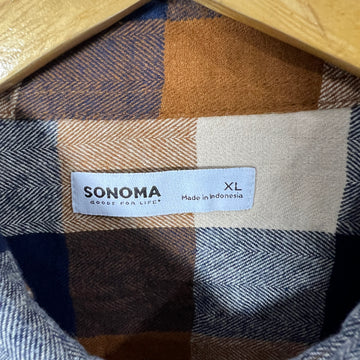 SONOMA
GOODS FOR LIFE®
XL
Made in Indonesia